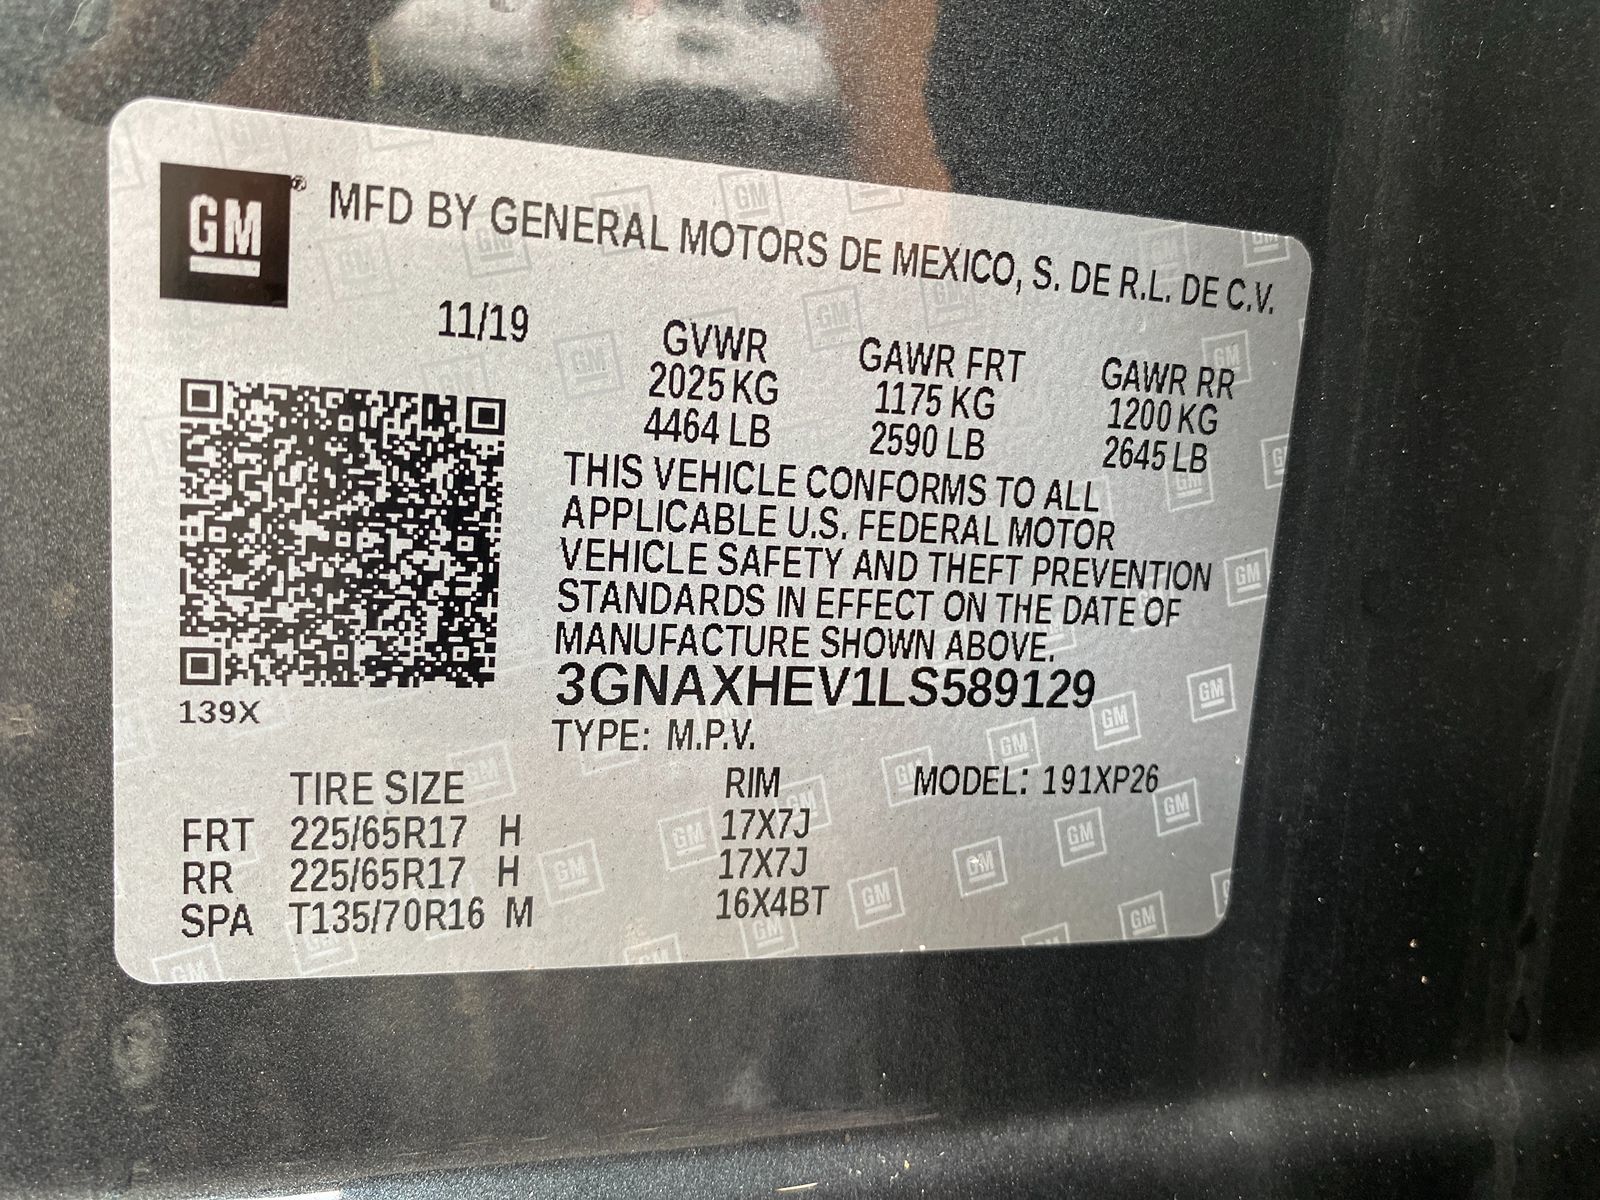 GM® MFD BY GENERAL MOTORS DE MEXICO, S. DE R.L. DE C.V.
11/19
GVWR GAWR FRT GAWR RR
2025 KG 1175 KG 1200 KG
4464 LB 2590 LB 2645 LB
THIS VEHICLE CONFORMS TO ALL
APPLICABLE U.S. FEDERAL MOTOR
VEHICLE SAFETY AND THEFT PREVENTION
STANDARDS IN EFFECT ON THE DATE OF
MANUFACTURE SHOWN ABOVE.
3GNAXHEV1LS589129
139X
TYPE: M.P.V.
TIRE SIZE RIM MODEL: 191XP26
FRT 225/65R17 H 17X7J
RR 225/65R17 H 17X7J
SPA T135/70R16 M 16X4BT